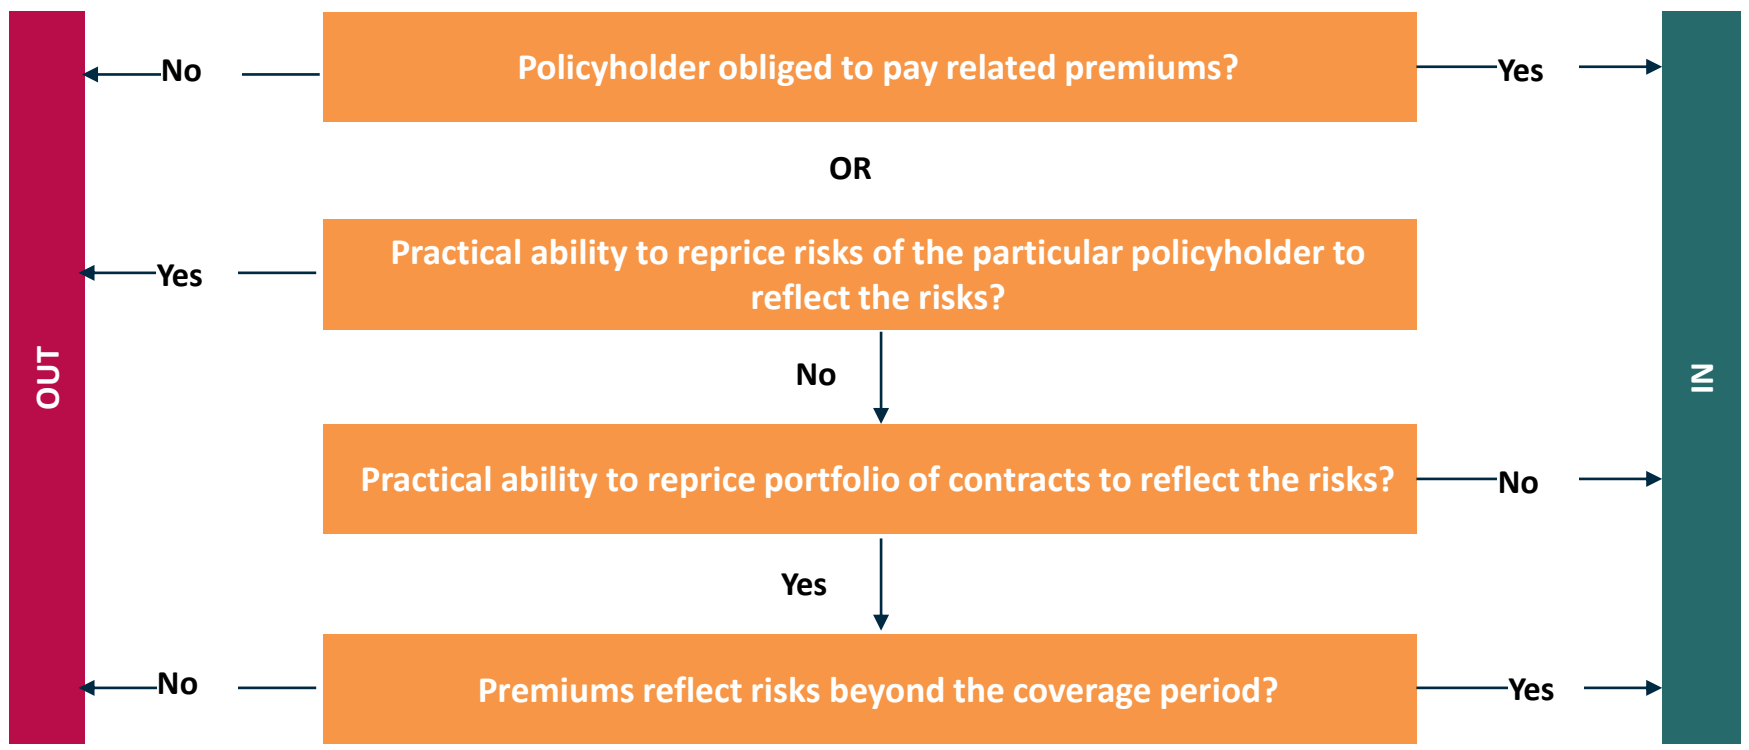 No
Policyholder obliged to pay related premiums?
Yes
OR
Practical ability to reprice risks of the particular policyholder to
reflect the risks?
Yes
No
OUT
IN
Practical ability to reprice portfolio of contracts to reflect the risks?
No
Yes
No
Premiums reflect risks beyond the coverage period?
Yes